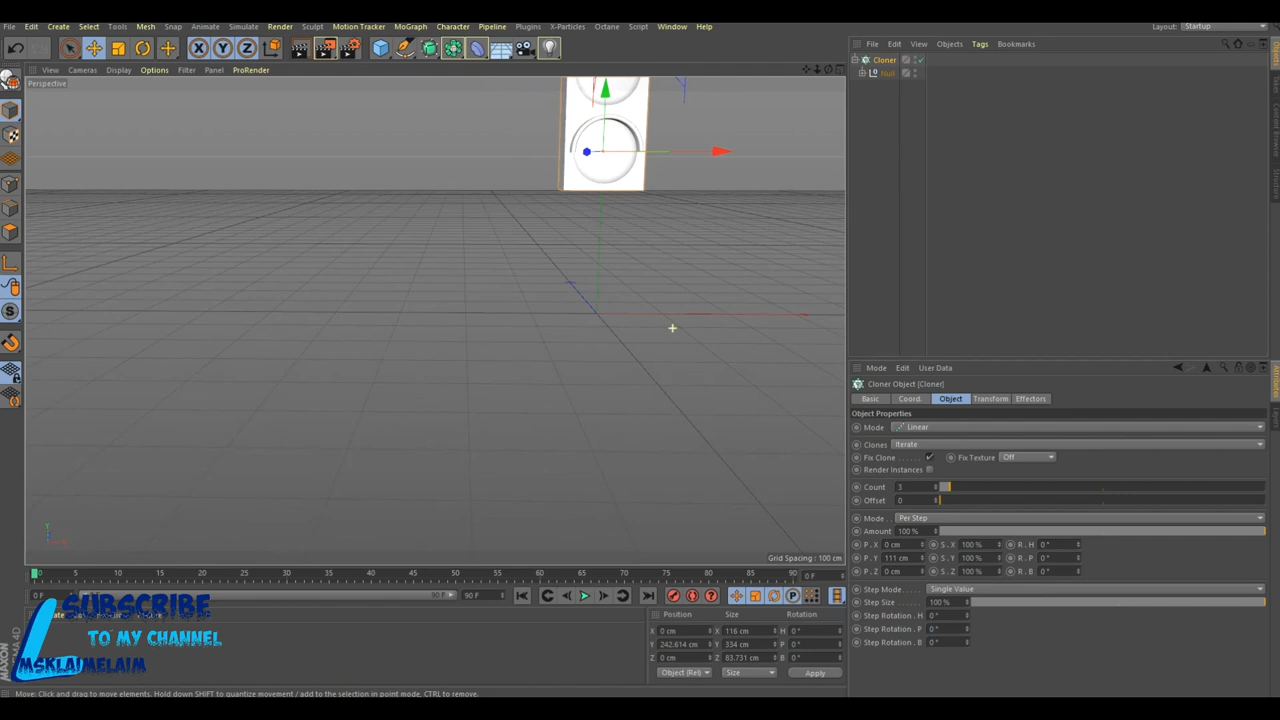 File Edit Create Select Tools Mesh Snap Animate Simulate Render Sculpt Motion Tracker MoGraph Character Pipeline Plugins X-Particles Octane Script Window Help Layout: Startup
View Cameras Display Options Filter Panel ProRender
File Edit View Objects Tags Bookmarks
Perspective
Cloner
Null
Mode Edit User Data
Cloner Object [Cloner]
Basic Coord. Object Transform Effectors
Object Properties
Mode Linear
Clones Iterate
Fix Clone Fix Texture Off
Render Instances
Count 3
Offset 0
Mode Per Step
Amount 100 %
P . X 0 cm S . X 100 % R . H 0 °
P . Y 111 cm S . Y 100 % R . P 0 °
P . Z 0 cm S . Z 100 % R . B 0 °
Step Mode Single Value
Step Size 100 %
Step Rotation . H 0 °
Step Rotation . P 0 °
Step Rotation . B 0 °
Y
Grid Spacing : 100 cm
0 5 10 15 20 25 30 35 40 45 50 55 60 65 70 75 80 85 90 0 F
0 F 90 F 90 F
SUBSCRIBE
TO MY CHANNEL
MSKLAIMELAIM
Position Size Rotation
X 0 cm X 116 cm H 0 °
Y 242.614 cm Y 334 cm P 0 °
Z 0 cm Z 83.731 cm B 0 °
Object (Rel) Size Apply
MAXON
Move: Click and drag to move elements. Hold down SHIFT to quantize movement / add to the selection in point mode, CTRL to remove.